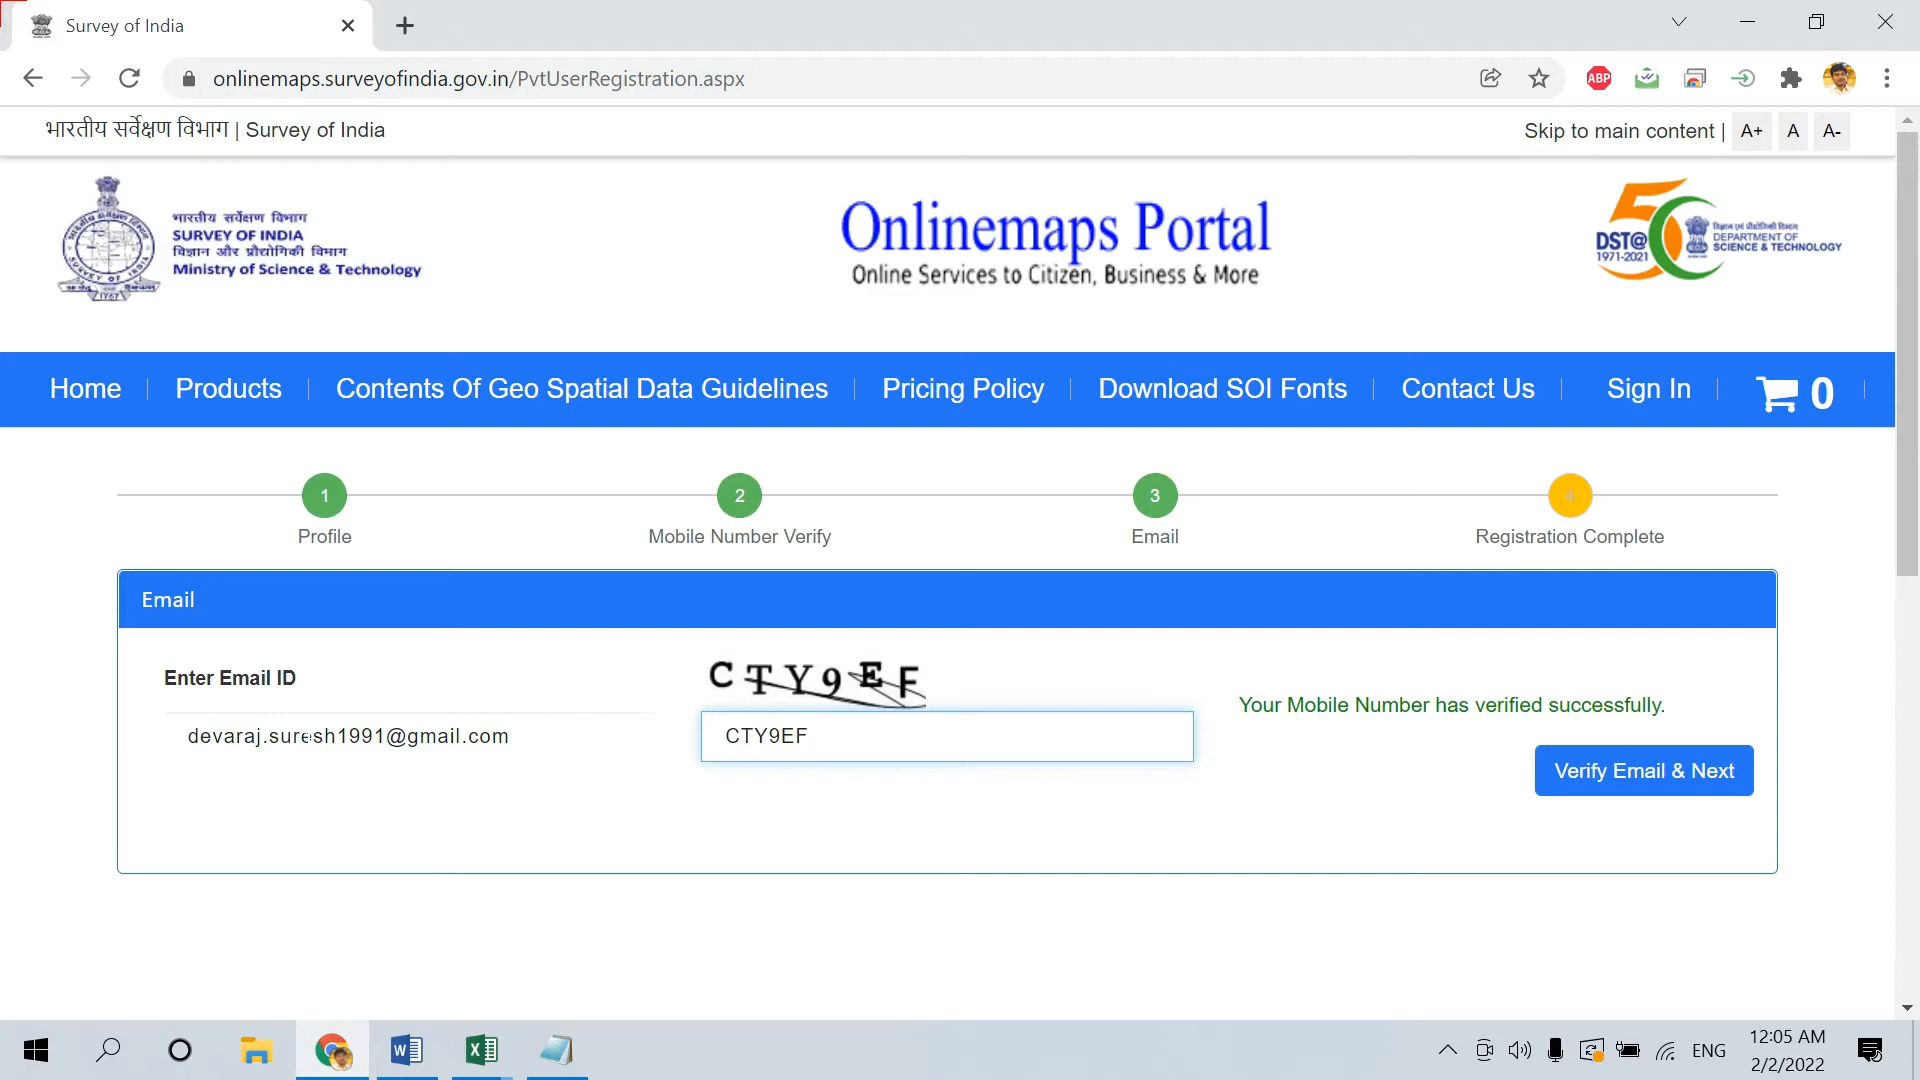 Survey of India
onlinemaps.surveyofindia.gov.in/PvtUserRegistration.aspx
ABP
भारतीय सर्वेक्षण विभाग | Survey of India
Skip to main content | A+ A A-
भारतीय सर्वेक्षण विभाग
SURVEY OF INDIA
विज्ञान और प्रौद्योगिकी विभाग
Ministry of Science & Technology
Onlinemaps Portal
Online Services to Citizen, Business & More
50
DST@
1971-2021
विज्ञान एवं प्रौद्योगिकी विभाग
DEPARTMENT OF
SCIENCE & TECHNOLOGY
Home Products Contents Of Geo Spatial Data Guidelines Pricing Policy Download SOI Fonts Contact Us Sign In 0
1 2 3 4
Profile Mobile Number Verify Email Registration Complete
Email
Enter Email ID
CTY9EF
devaraj.suresh1991@gmail.com
CTY9EF
Your Mobile Number has verified successfully.
Verify Email & Next
ENG
12:05 AM
2/2/2022